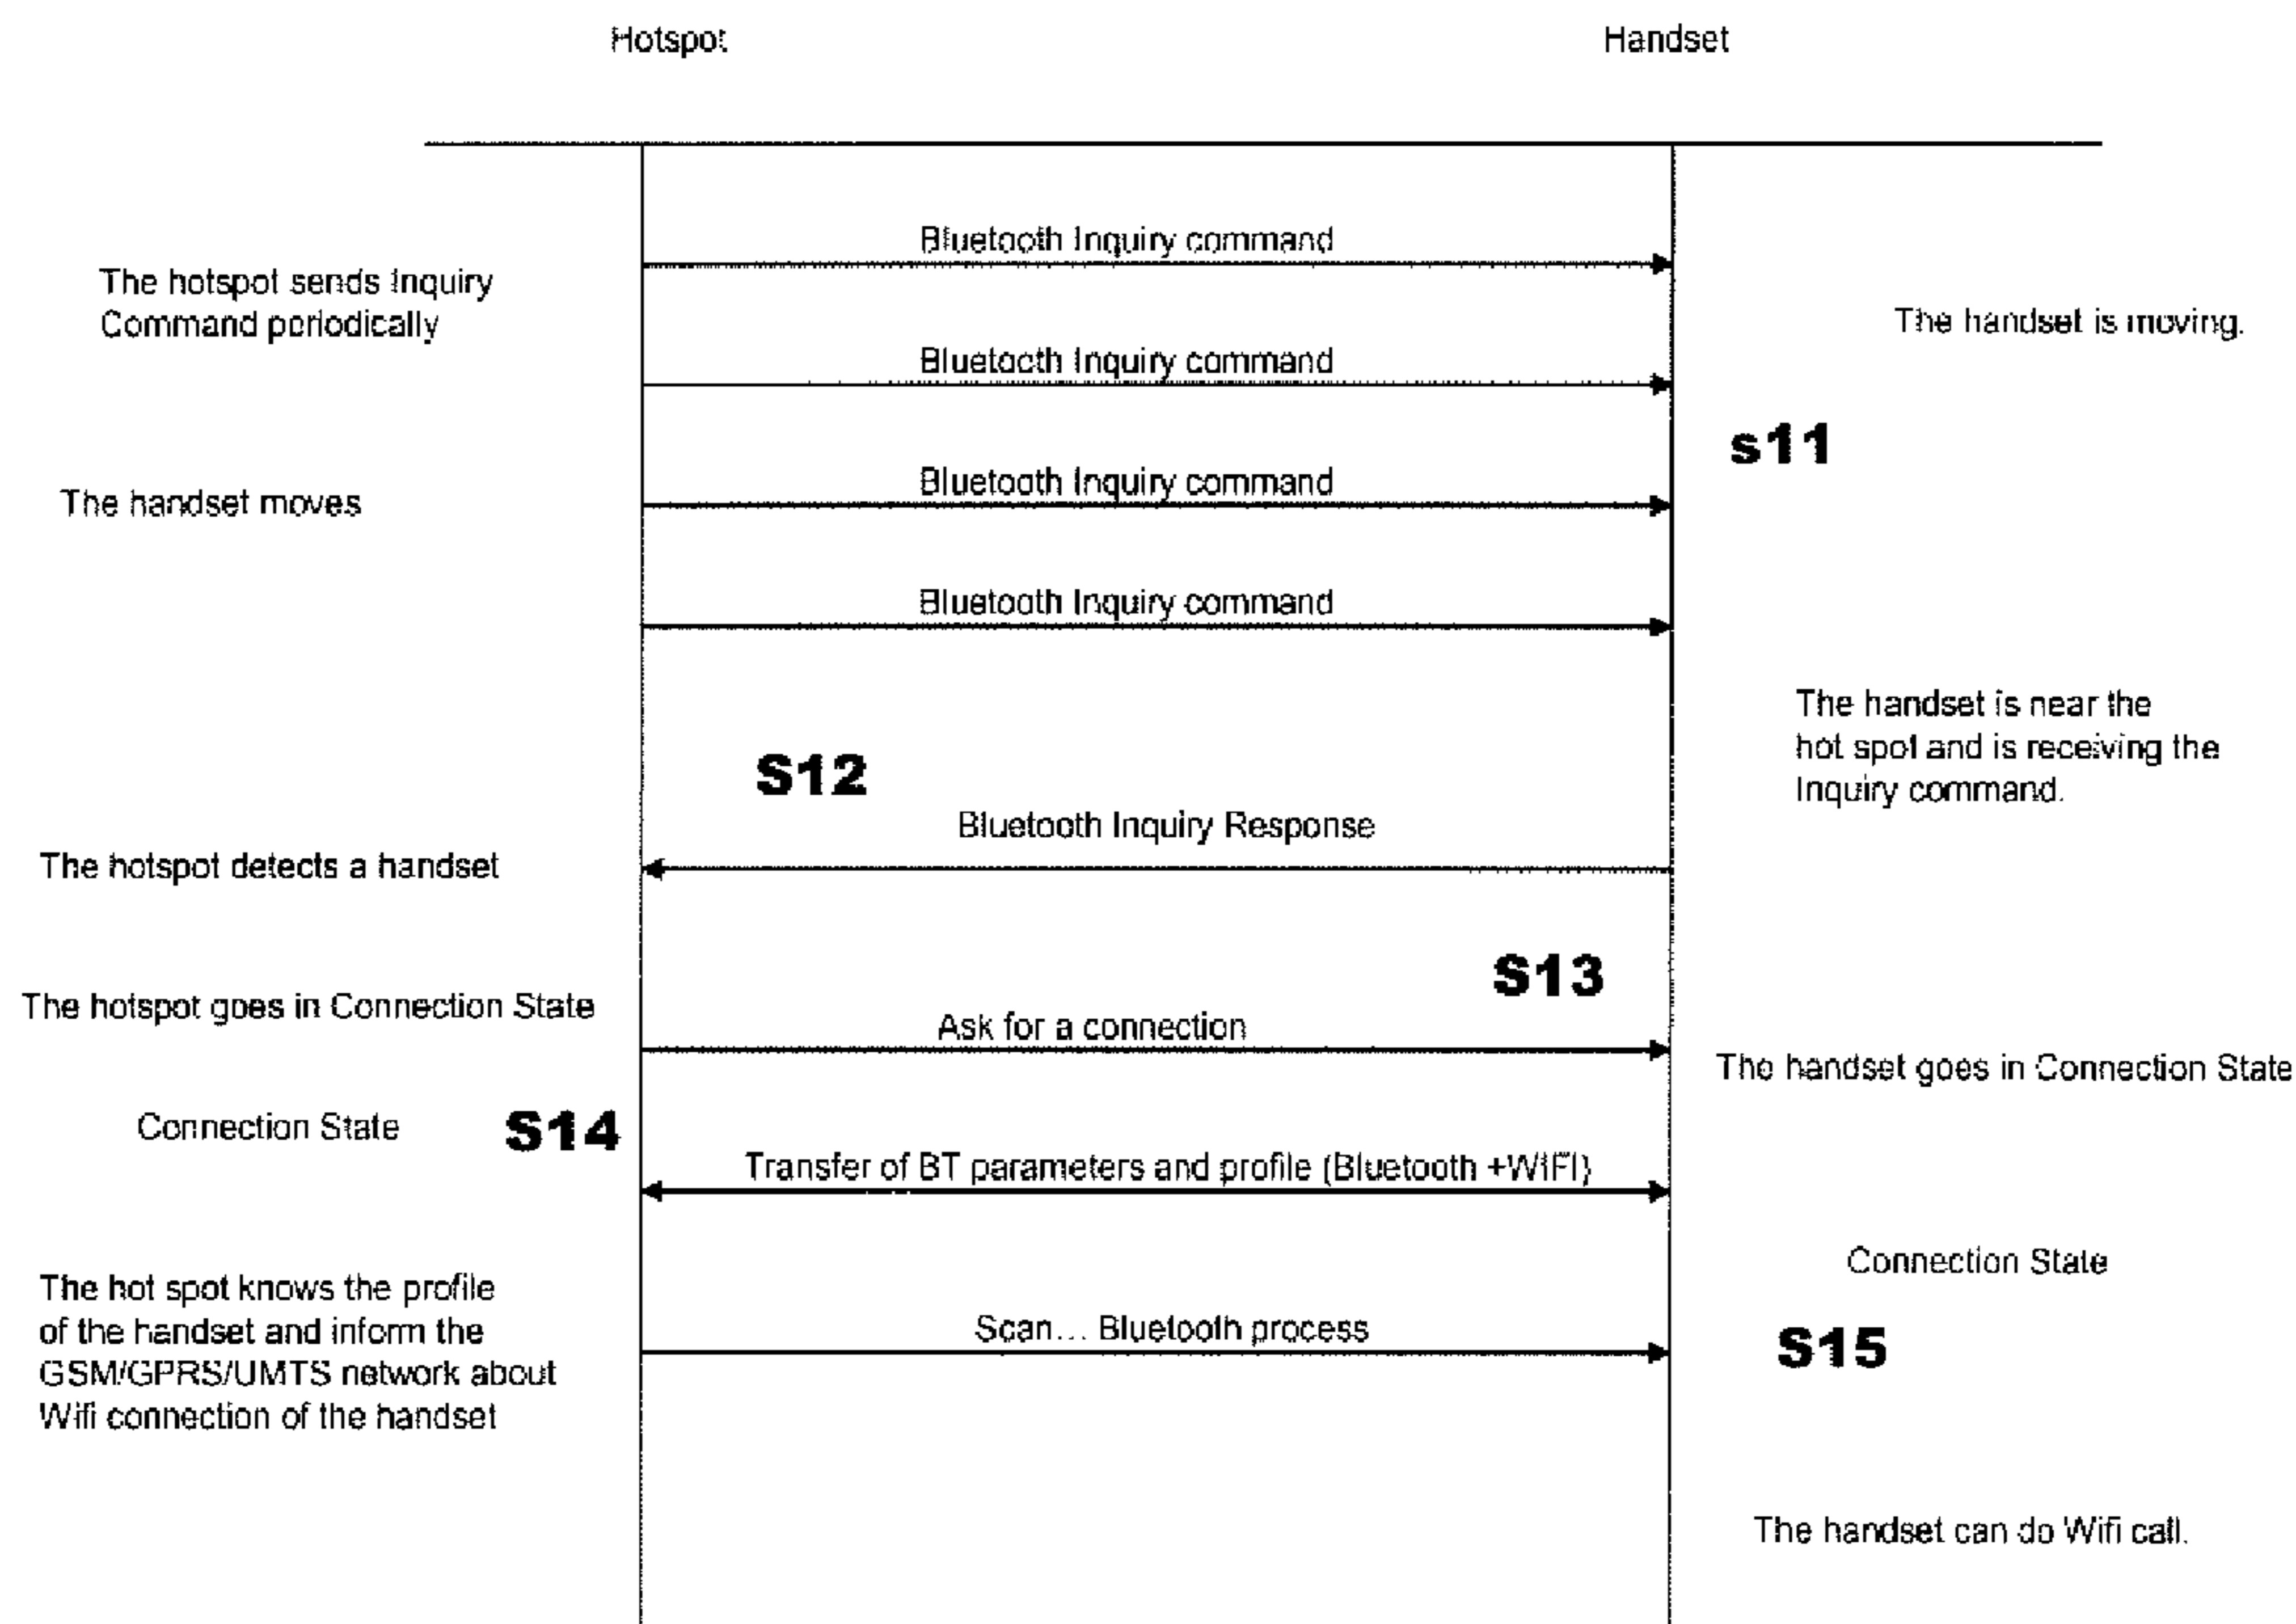 Hotspot
Handset
Bluetooth Inquiry command
The hotspot sends Inquiry
Command periodically
The handset is moving.
Bluetooth Inquiry command
s11
Bluetooth Inquiry command
The handset moves
Bluetooth Inquiry command
The handset is near the
hot spot and is receiving the
Inquiry command.
S12
Bluetooth Inquiry Response
The hotspot detects a handset
S13
The hotspot goes in Connection State
Ask for a connection
The handset goes in Connection State
Connection State
S14
Transfer of BT parameters and profile (Bluetooth +WIFI)
Connection State
The hot spot knows the profile
of the handset and inform the
GSM/GPRS/UMTS network about
Wifi connection of the handset
Scan... Bluetooth process
S15
The handset can do Wifi call.